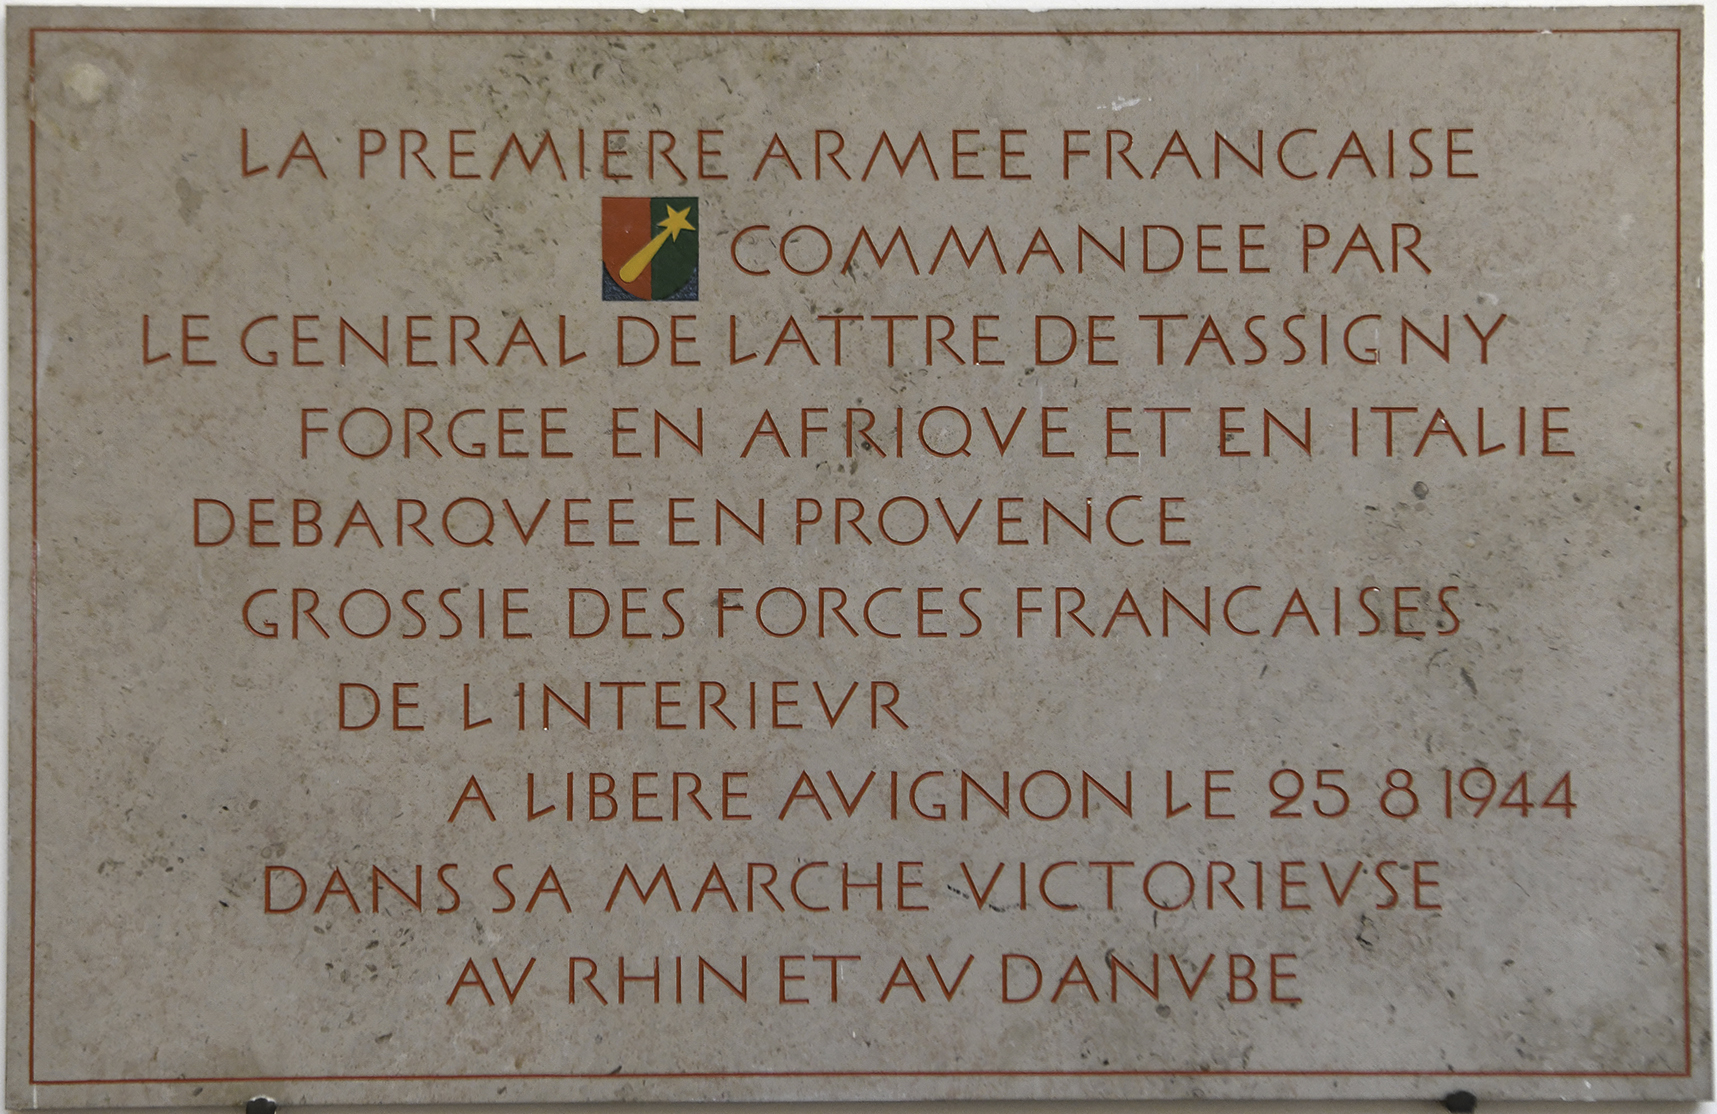 LA PREMIERE ARMEE FRANCAISE
COMMANDEE PAR
LE GENERAL DE LATTRE DE TASSIGNY
FORGEE EN AFRIQVE ET EN ITALIE
DEBARQVEE EN PROVENCE
GROSSIE DES FORCES FRANCAISES
DE L'INTERIEVR
A LIBERE AVIGNON LE 25 8 1944
DANS SA MARCHE VICTORIEVSE
AV RHIN ET AV DANVBE